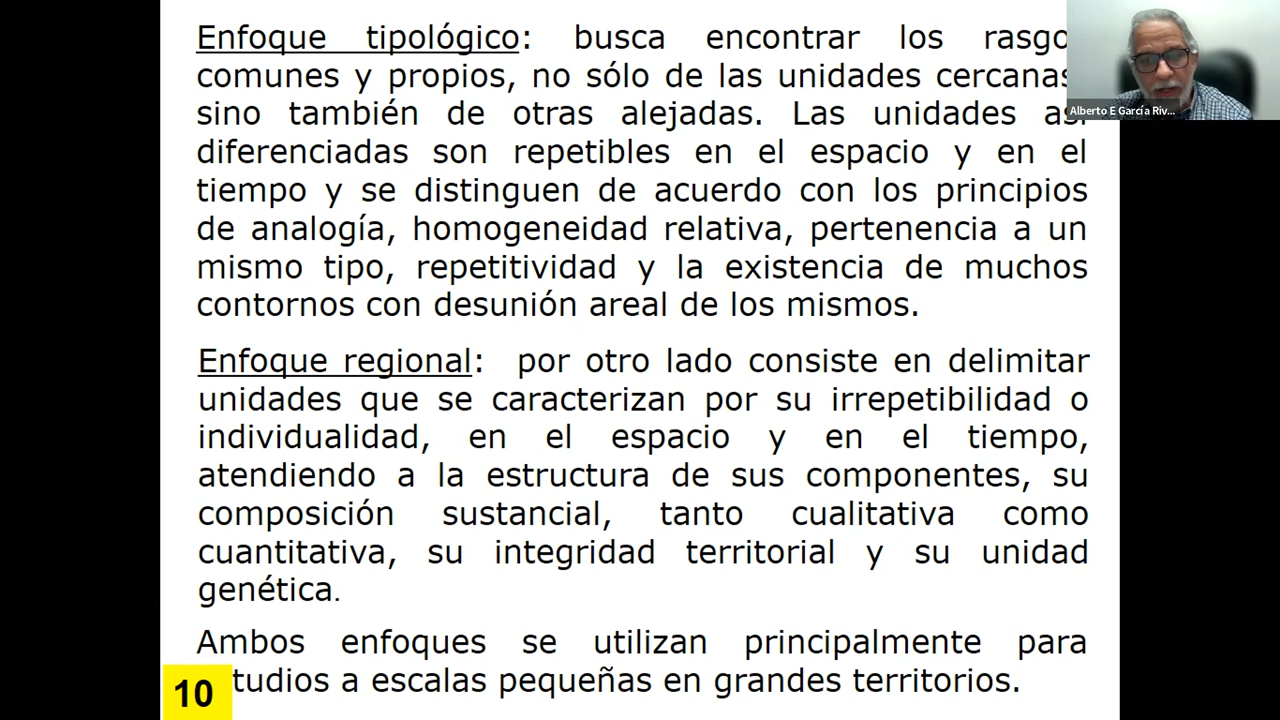 Enfoque tipológico: busca encontrar los rasgo
comunes y propios, no sólo de las unidades cercanas
sino también de otras alejadas. Las unidades así
diferenciadas son repetibles en el espacio y en el
tiempo y se distinguen de acuerdo con los principios
de analogía, homogeneidad relativa, pertenencia a un
mismo tipo, repetitividad y la existencia de muchos
contornos con desunión areal de los mismos.
Enfoque regional: por otro lado consiste en delimitar
unidades que se caracterizan por su irrepetibilidad o
individualidad, en el espacio y en el tiempo,
atendiendo a la estructura de sus componentes, su
composición sustancial, tanto cualitativa como
cuantitativa, su integridad territorial y su unidad
genética.
Ambos enfoques se utilizan principalmente para
tudios a escalas pequeñas en grandes territorios.
10
Alberto E García Riv...